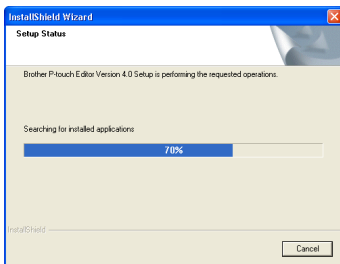 InstallShield Wizard
Setup Status
Brother P-touch Editor Version 4.0 Setup is performing the requested operations.
Searching for installed applications
70%
InstallShield
Cancel